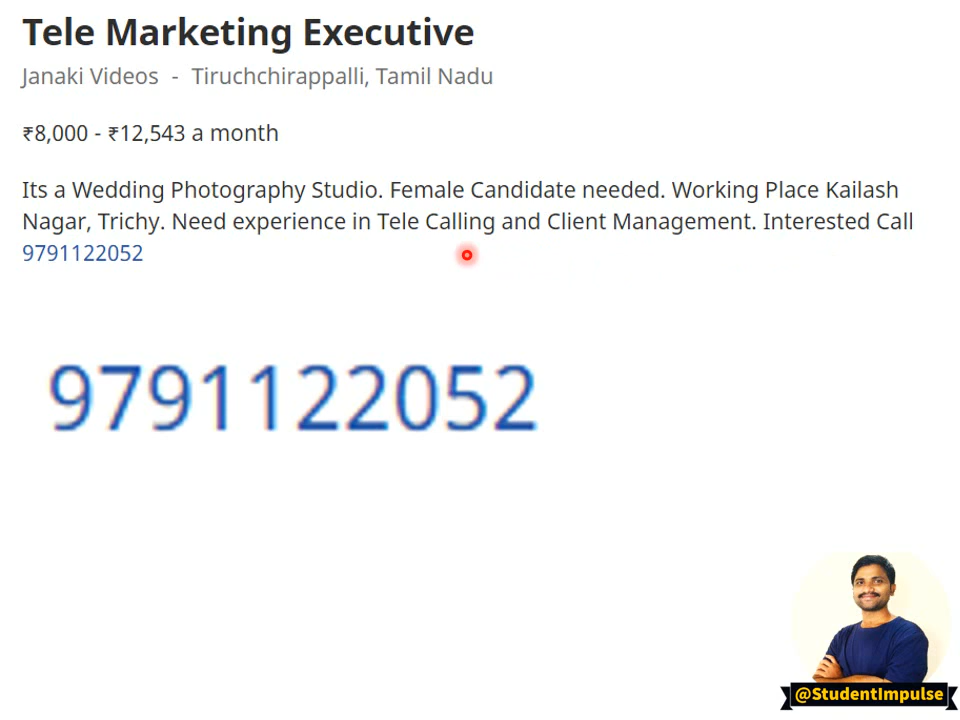 Tele Marketing Executive
Janaki Videos - Tiruchchirappalli, Tamil Nadu
₹8,000 - ₹12,543 a month
Its a Wedding Photography Studio. Female Candidate needed. Working Place Kailash
Nagar, Trichy. Need experience in Tele Calling and Client Management. Interested Call
9791122052
9791122052
@StudentImpulse